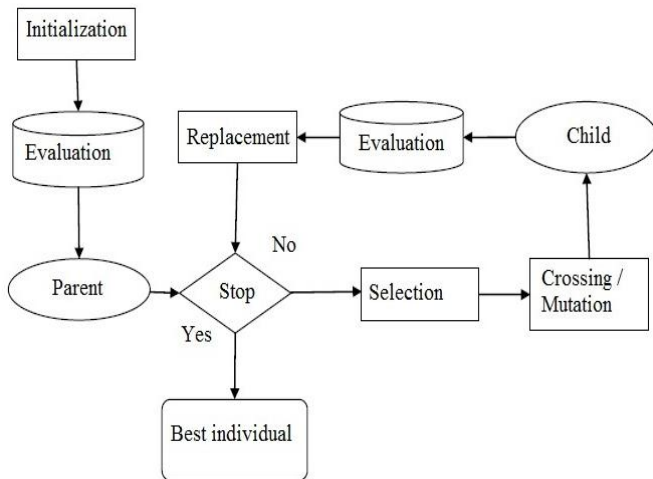 Initialization
Evaluation
Parent
Replacement
Evaluation
Child
No
Stop
Selection
Crossing /
Mutation
Yes
Best individual